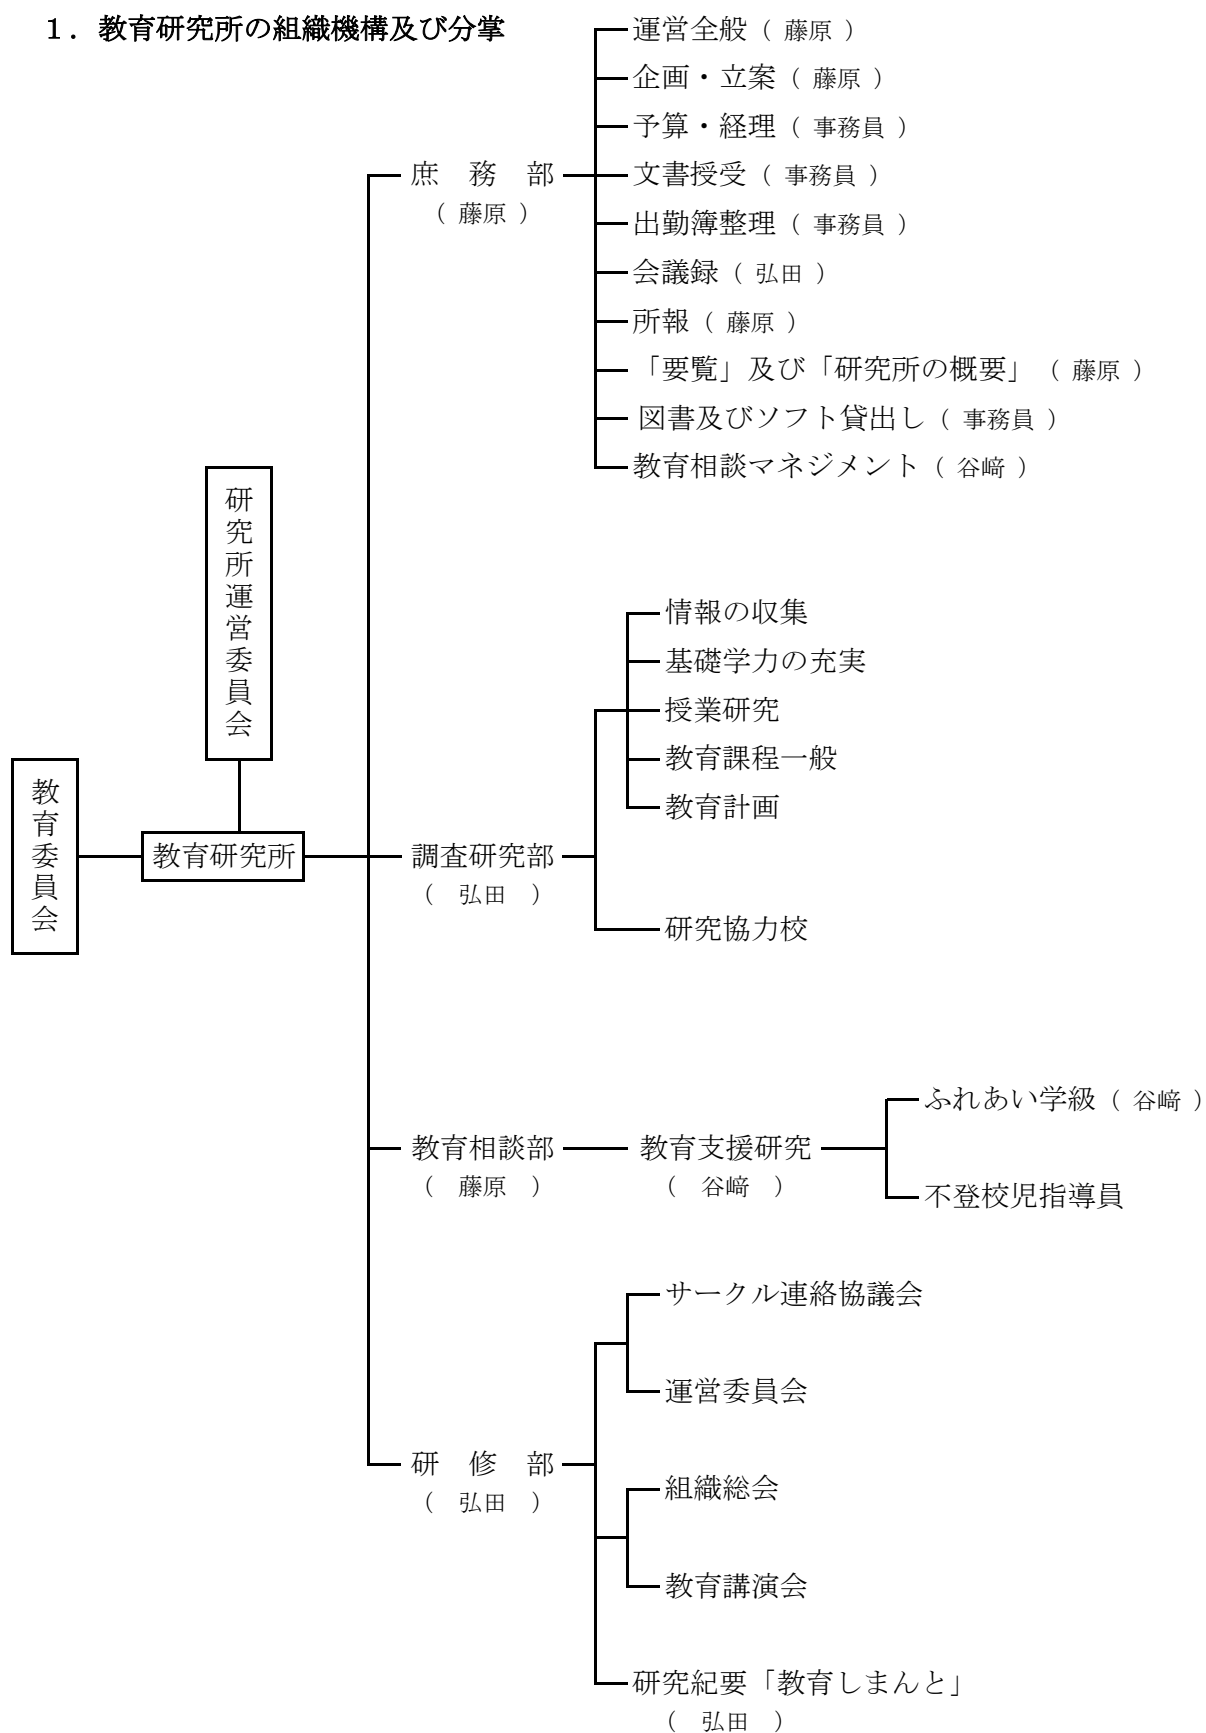 １．教育研究所の組織機構及び分掌
教育委員会
研究所運営委員会
教育研究所
庶　務　部
（ 藤原 ）
運営全般（ 藤原 ）
企画・立案（ 藤原 ）
予算・経理（ 事務員 ）
文書授受（ 事務員 ）
出勤簿整理（ 事務員 ）
会議録（ 弘田 ）
所報（ 藤原 ）
「要覧」及び「研究所の概要」（ 藤原 ）
図書及びソフト貸出し（ 事務員 ）
教育相談マネジメント（ 谷﨑 ）
調査研究部
（　弘田　）
情報の収集
基礎学力の充実
授業研究
教育課程一般
教育計画
研究協力校
教育相談部
（　藤原　）
教育支援研究
（　谷﨑　）
ふれあい学級（ 谷﨑 ）
不登校児指導員
研　修　部
（　弘田　）
サークル連絡協議会
運営委員会
組織総会
教育講演会
研究紀要「教育しまんと」
（　弘田　）